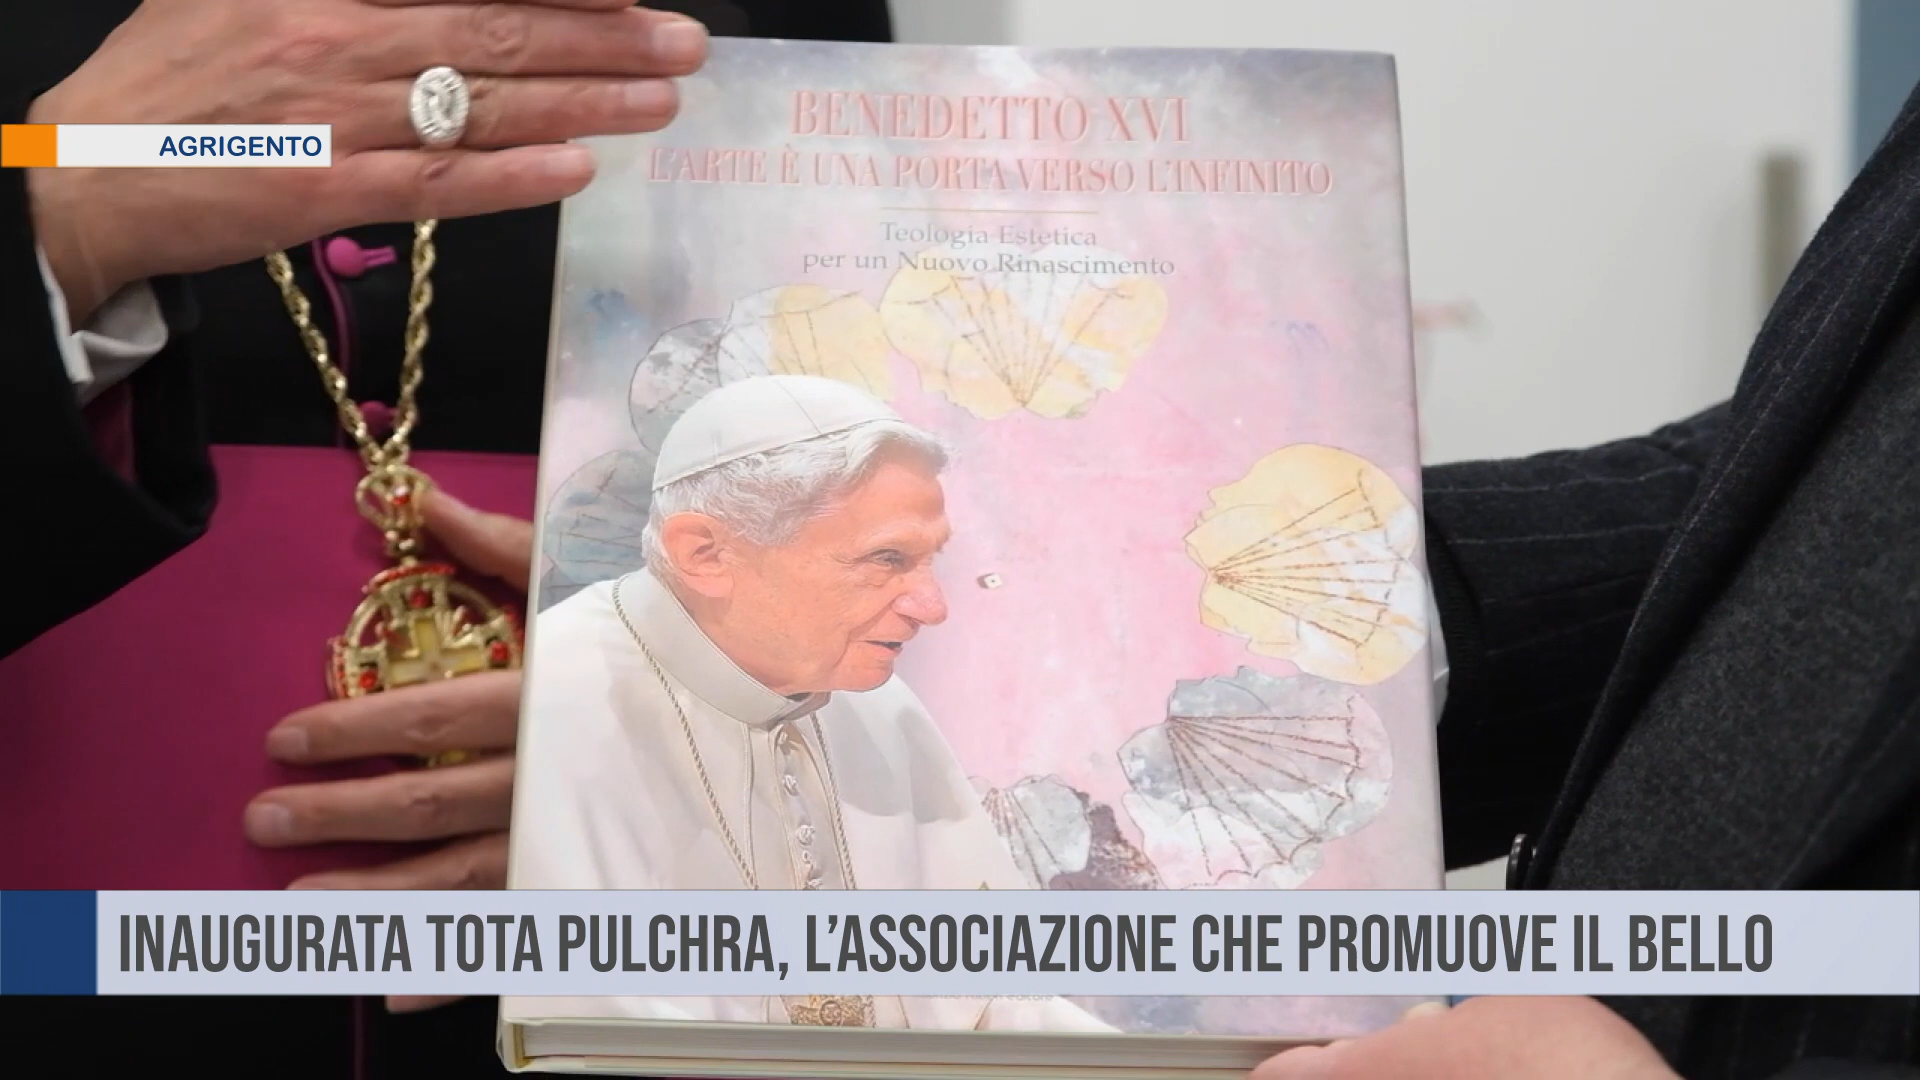 AGRIGENTO
BENEDETTO XVI
L'ARTE È UNA PORTA VERSO L'INFINITO
Teologia Estetica
per un Nuovo Rinascimento
INAUGURATA TOTA PULCHRA, L'ASSOCIAZIONE CHE PROMUOVE IL BELLO